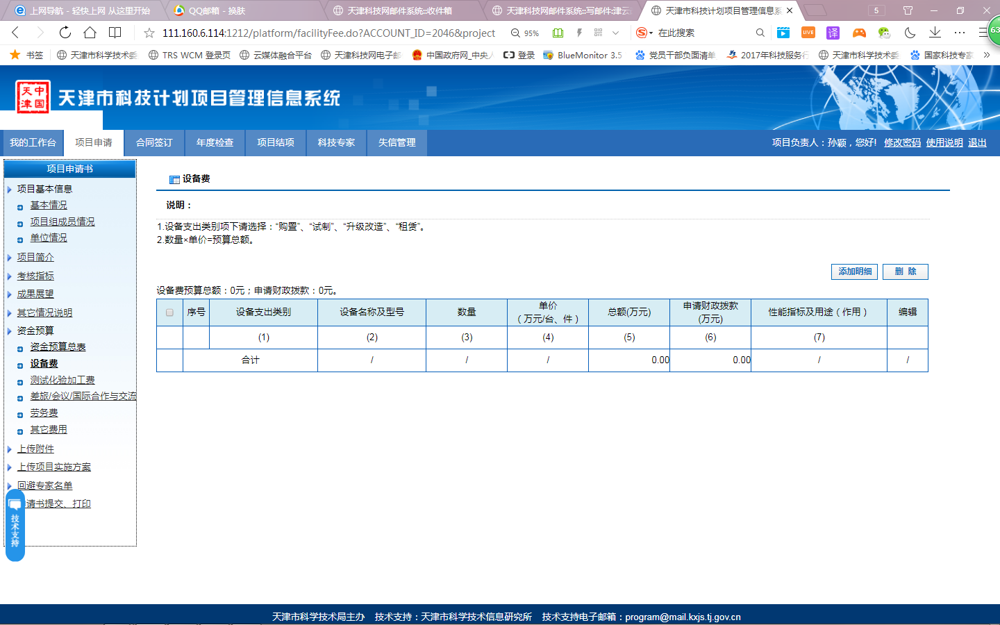 上网导航 - 轻快上网 从这里开始
QQ邮箱 - 换肤
天津科技网邮件系统::收件箱
天津科技网邮件系统::写邮件:津云
天津市科技计划项目管理信息系
5
111.160.6.114:1212/platform/facilityFee.do?ACCOUNT_ID=2046&project
95%
在此搜索
LIVE
译
63
书签
天津市科学技术委
TRS WCM 登录页
云媒体融合平台
天津科技网电子邮
中国政府网_中央人
登录
BlueMonitor 3.5
党员干部负面清单
2017年科技服务行
天津市科学技术委
国家科技专家
中国天津
天津市科技计划项目管理信息系统
我的工作台
项目申请
合同签订
年度检查
项目结项
科技专家
失信管理
项目负责人：孙颖，您好!
修改密码
使用说明
退出
项目申请书
项目基本信息
基本情况
项目组成员情况
单位情况
项目简介
考核指标
成果展望
其它情况说明
资金预算
资金预算总表
设备费
测试化验加工费
差旅/会议/国际合作与交流
劳务费
其它费用
上传附件
上传项目实施方案
回避专家名单
请书提交、打印
技术支持
设备费
说明：
1.设备支出类别项下请选择：“购置”、“试制”、“升级改造”、“租赁”。
2.数量×单价=预算总额。
添加明细
删 除
设备费预算总额：0元；申请财政拨款：0元。
序号 设备支出类别 设备名称及型号 数量 单价（万元/台、件） 总额(万元) 申请财政拨款(万元) 性能指标及用途（作用） 编辑
(1) (2) (3) (4) (5) (6) (7)
合计 / / / 0.00 0.00 / /
天津市科学技术局主办 技术支持：天津市科学技术信息研究所 技术支持电子邮箱：program@mail.kxjs.tj.gov.cn